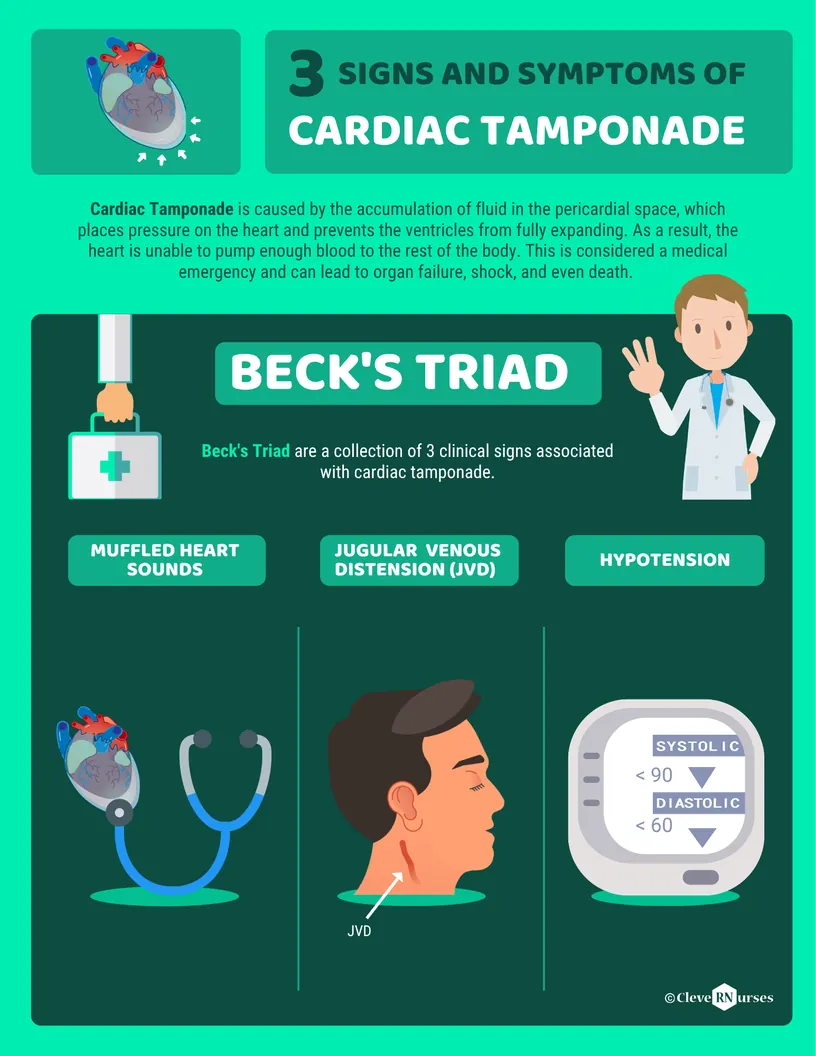 3 SIGNS AND SYMPTOMS OF
CARDIAC TAMPONADE
Cardiac Tamponade is caused by the accumulation of fluid in the pericardial space, which
places pressure on the heart and prevents the ventricles from fully expanding. As a result, the
heart is unable to pump enough blood to the rest of the body. This is considered a medical
emergency and can lead to organ failure, shock, and even death.
BECK'S TRIAD
Beck's Triad are a collection of 3 clinical signs associated
with cardiac tamponade.
MUFFLED HEART
SOUNDS
JUGULAR VENOUS
DISTENSION (JVD)
HYPOTENSION
JVD
SYSTOLIC
< 90
DIASTOLIC
< 60
©CleveRNurses